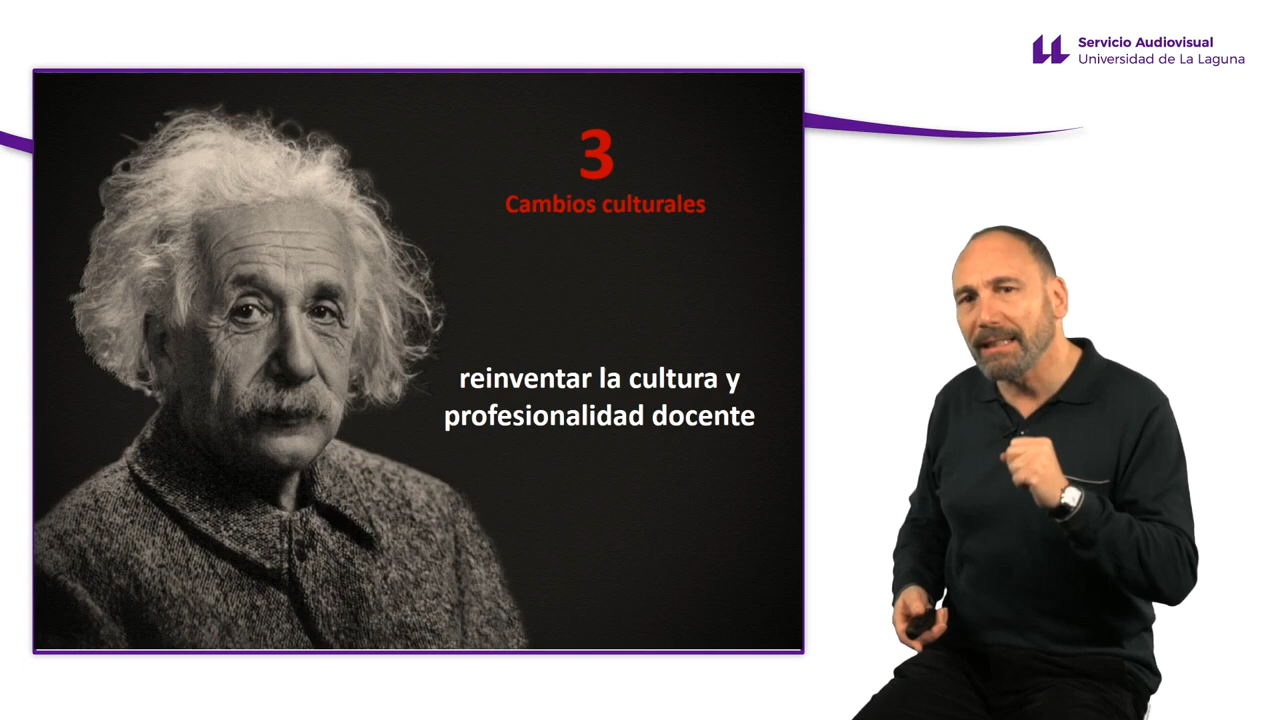 Servicio Audiovisual
Universidad de La Laguna
3
Cambios culturales
reinventar la cultura y
profesionalidad docente